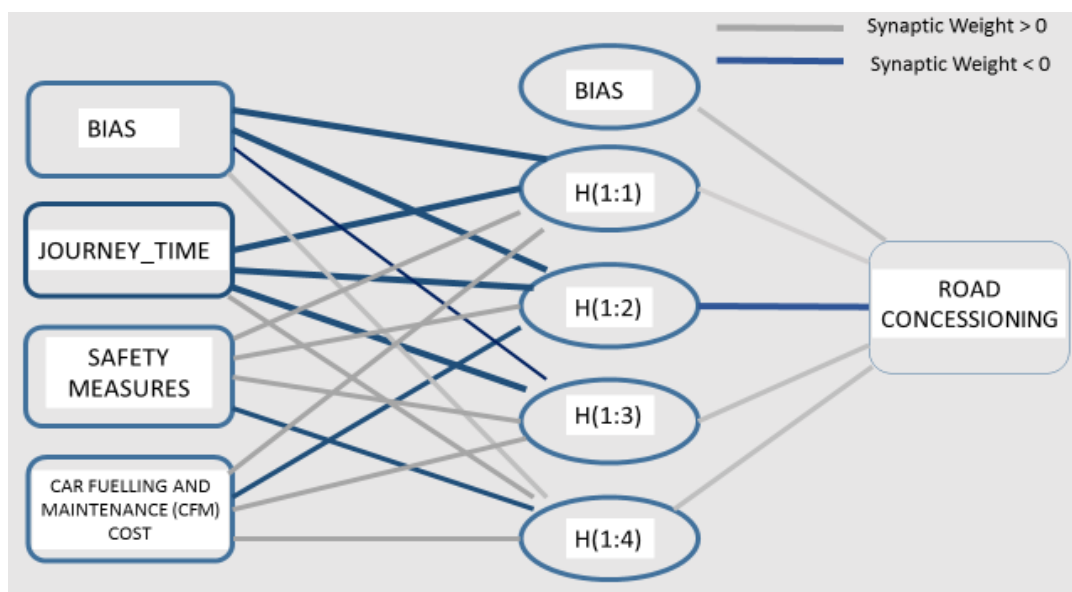 Synaptic Weight > 0
Synaptic Weight < 0
BIAS
JOURNEY_TIME
SAFETY
MEASURES
CAR FUELLING AND
MAINTENANCE (CFM)
COST
BIAS
H(1:1)
H(1:2)
H(1:3)
H(1:4)
ROAD
CONCESSIONING